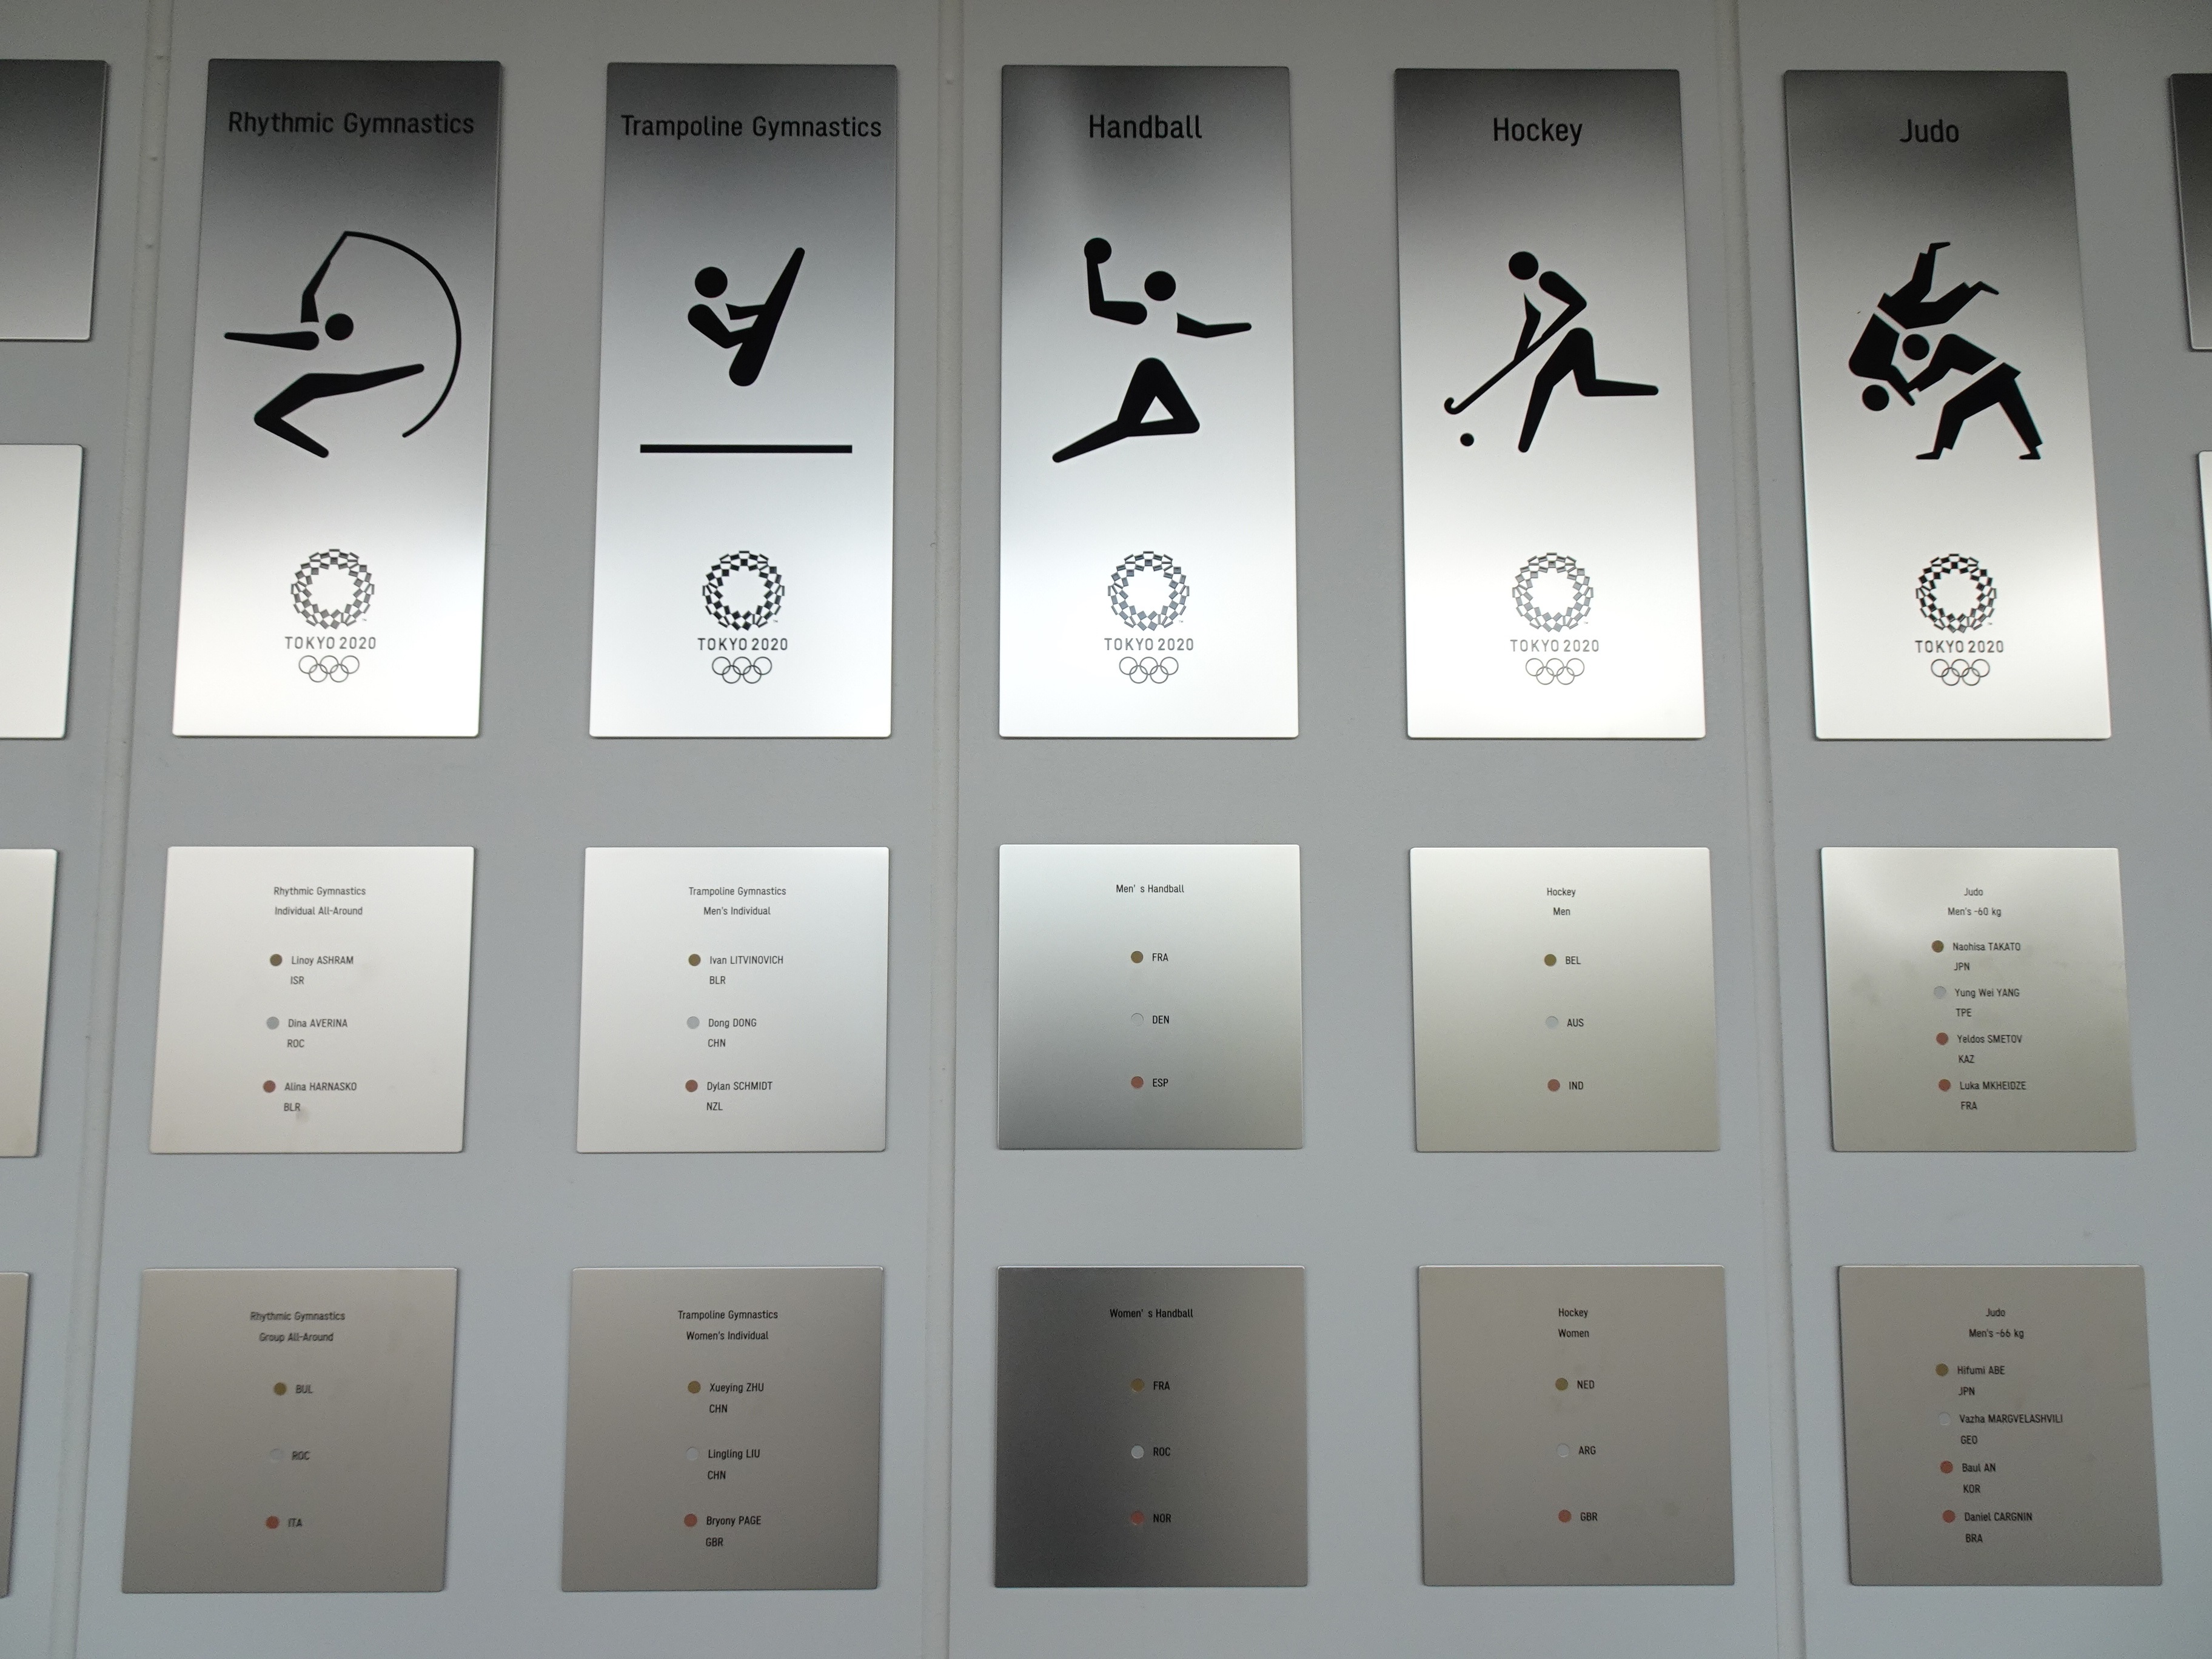 Rhythmic Gymnastics
TOKYO 2020
Trampoline Gymnastics
TOKYO 2020
Handball
TOKYO 2020
Hockey
TOKYO 2020
Judo
TOKYO 2020
Rhythmic Gymnastics
Individual All-Around
Linoy ASHRAM
ISR
Dina AVERINA
ROC
Alina HARNASKO
BLR
Trampoline Gymnastics
Men's Individual
Ivan LITVINOVICH
BLR
Dong DONG
CHN
Dylan SCHMIDT
NZL
Men's Handball
FRA
DEN
ESP
Hockey
Men
BEL
AUS
IND
Judo
Men's -60 kg
Naohisa TAKATO
JPN
Yung Wei YANG
TPE
Yeldos SMETOV
KAZ
Luka MKHEIDZE
FRA
Rhythmic Gymnastics
Group All-Around
BUL
ROC
ITA
Trampoline Gymnastics
Women's Individual
Xueying ZHU
CHN
Lingling LIU
CHN
Bryony PAGE
GBR
Women's Handball
FRA
ROC
NOR
Hockey
Women
NED
ARG
GBR
Judo
Men's -66 kg
Hifumi ABE
JPN
Vazha MARGVELASHVILI
GEO
Baul AN
KOR
Daniel CARGNIN
BRA